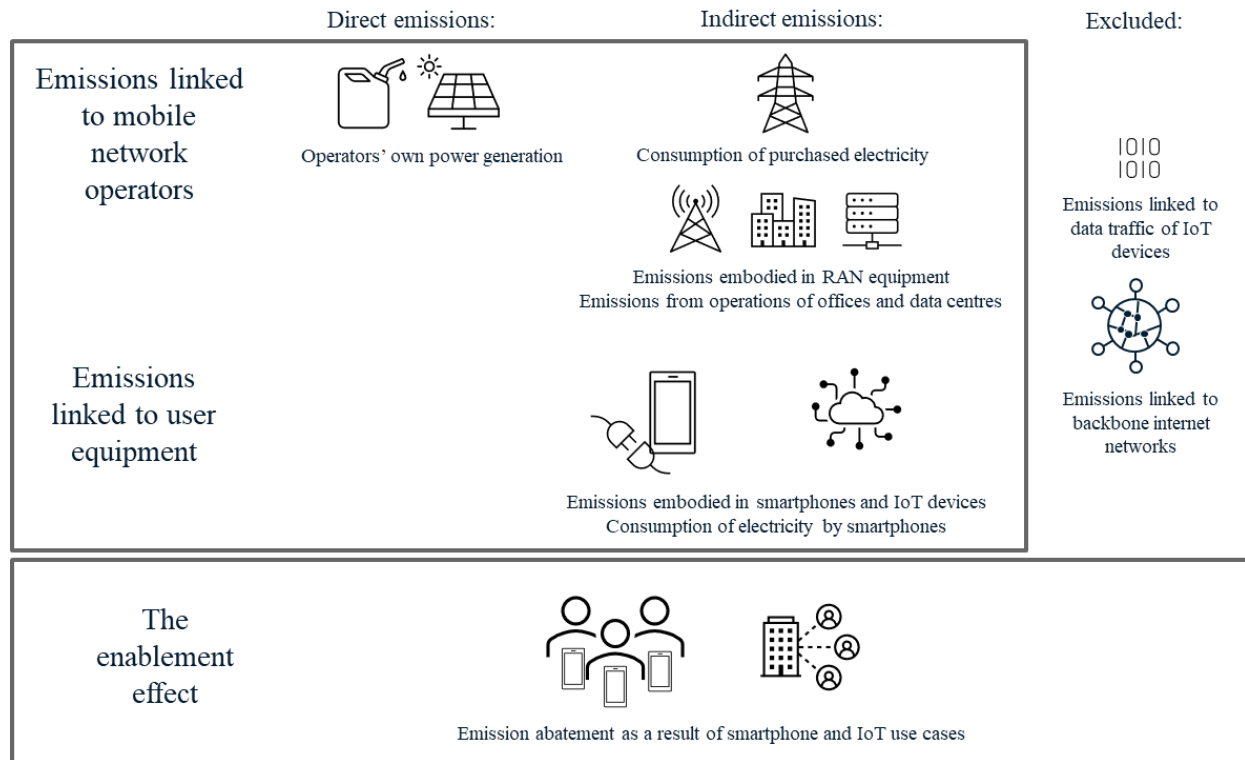 Direct emissions:
Indirect emissions:
Excluded:
Emissions linked
to mobile
network
operators
Operators’ own power generation
Consumption of purchased electricity
Emissions embodied in RAN equipment
Emissions from operations of offices and data centres
1010
1010
Emissions linked to
data traffic of IoT
devices
Emissions linked to
backbone internet
networks
Emissions
linked to user
equipment
Emissions embodied in smartphones and IoT devices
Consumption of electricity by smartphones
The
enablement
effect
Emission abatement as a result of smartphone and IoT use cases